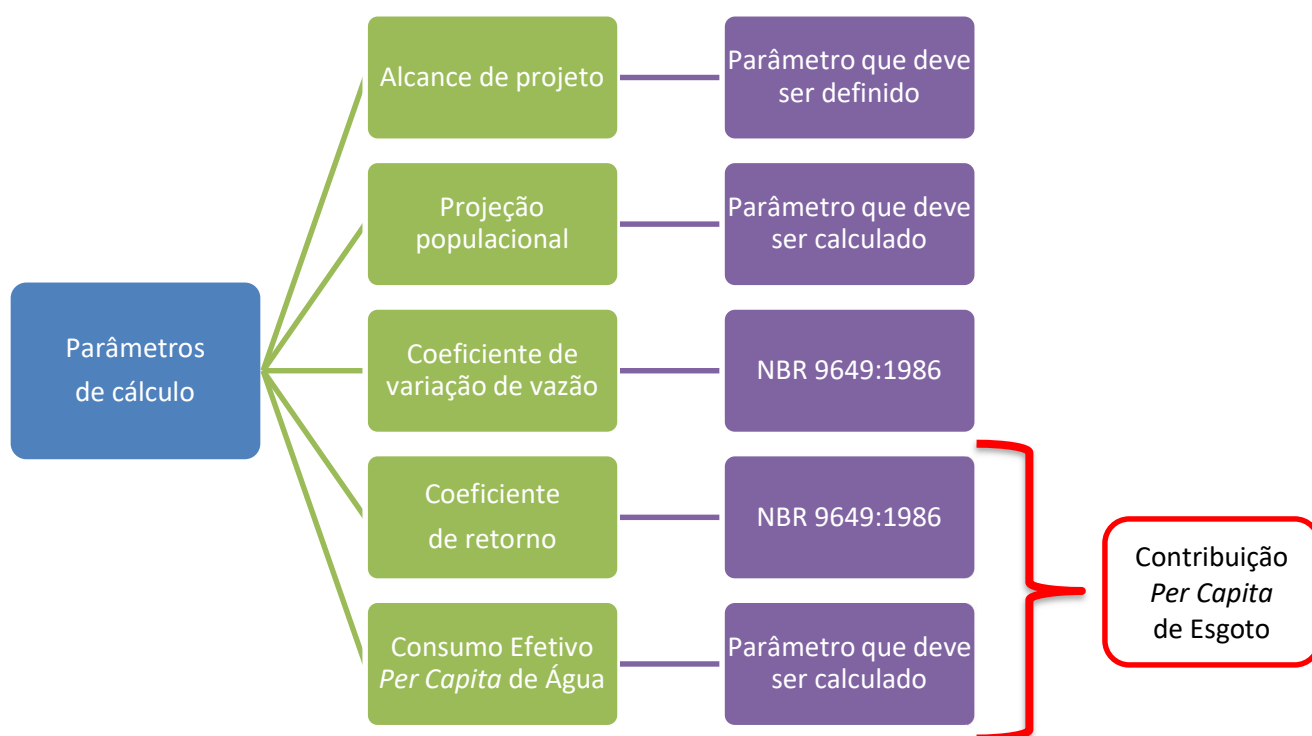 Parâmetros
de cálculo
Alcance de projeto
Parâmetro que deve
ser definido
Projeção
populacional
Parâmetro que deve
ser calculado
Coeficiente de
variação de vazão
NBR 9649:1986
Coeficiente
de retorno
NBR 9649:1986
Consumo Efetivo
Per Capita de Água
Parâmetro que deve
ser calculado
Contribuição
Per Capita
de Esgoto